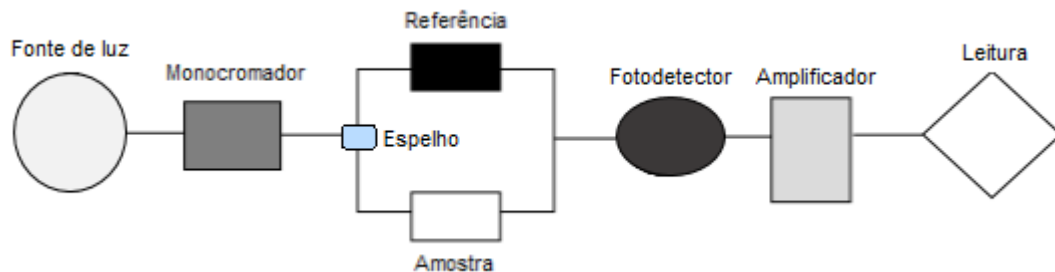 Fonte de luz
Monocromador
Referência
Espelho
Amostra
Fotodetector
Amplificador
Leitura